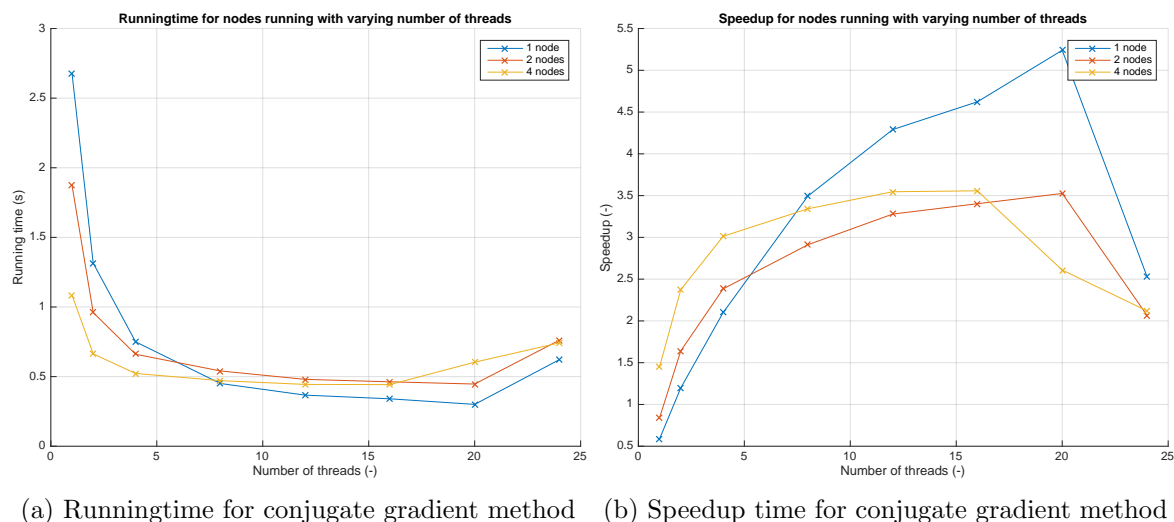 Runningtime for nodes running with varying number of threads
3
2.5
2
1.5
1
0.5
0
Running time (s)
1 node
2 nodes
4 nodes
0 5 10 15 20 25
Number of threads (-)
(a) Runningtime for conjugate gradient method
Speedup for nodes running with varying number of threads
5.5
5
4.5
4
3.5
3
2.5
2
1.5
1
0.5
Speedup (-)
1 node
2 nodes
4 nodes
0 5 10 15 20 25
Number of threads (-)
(b) Speedup time for conjugate gradient method